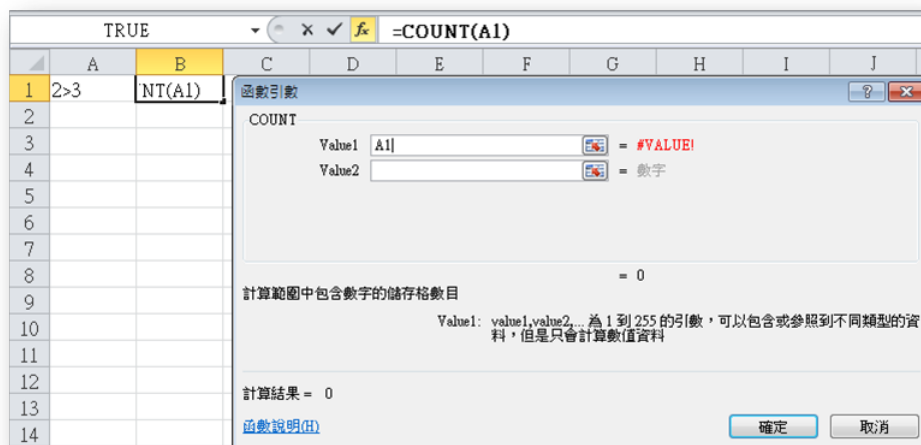 TRUE fx =COUNT(A1)
A B C D E F G H I J
1 2>3 NT(A1) 函數引數
2 COUNT
3 Value1 A1 = #VALUE!
4 Value2 = 數字
5
6
7
8 = 0
9 計算範圍中包含數字的儲存格數目
10 Value1: value1,value2,... 為 1 到 255 的引數，可以包含或參照到不同類型的資
11 料，但是只會計算數值資料
12
13 計算結果 = 0
14 函數說明(H) 確定 取消